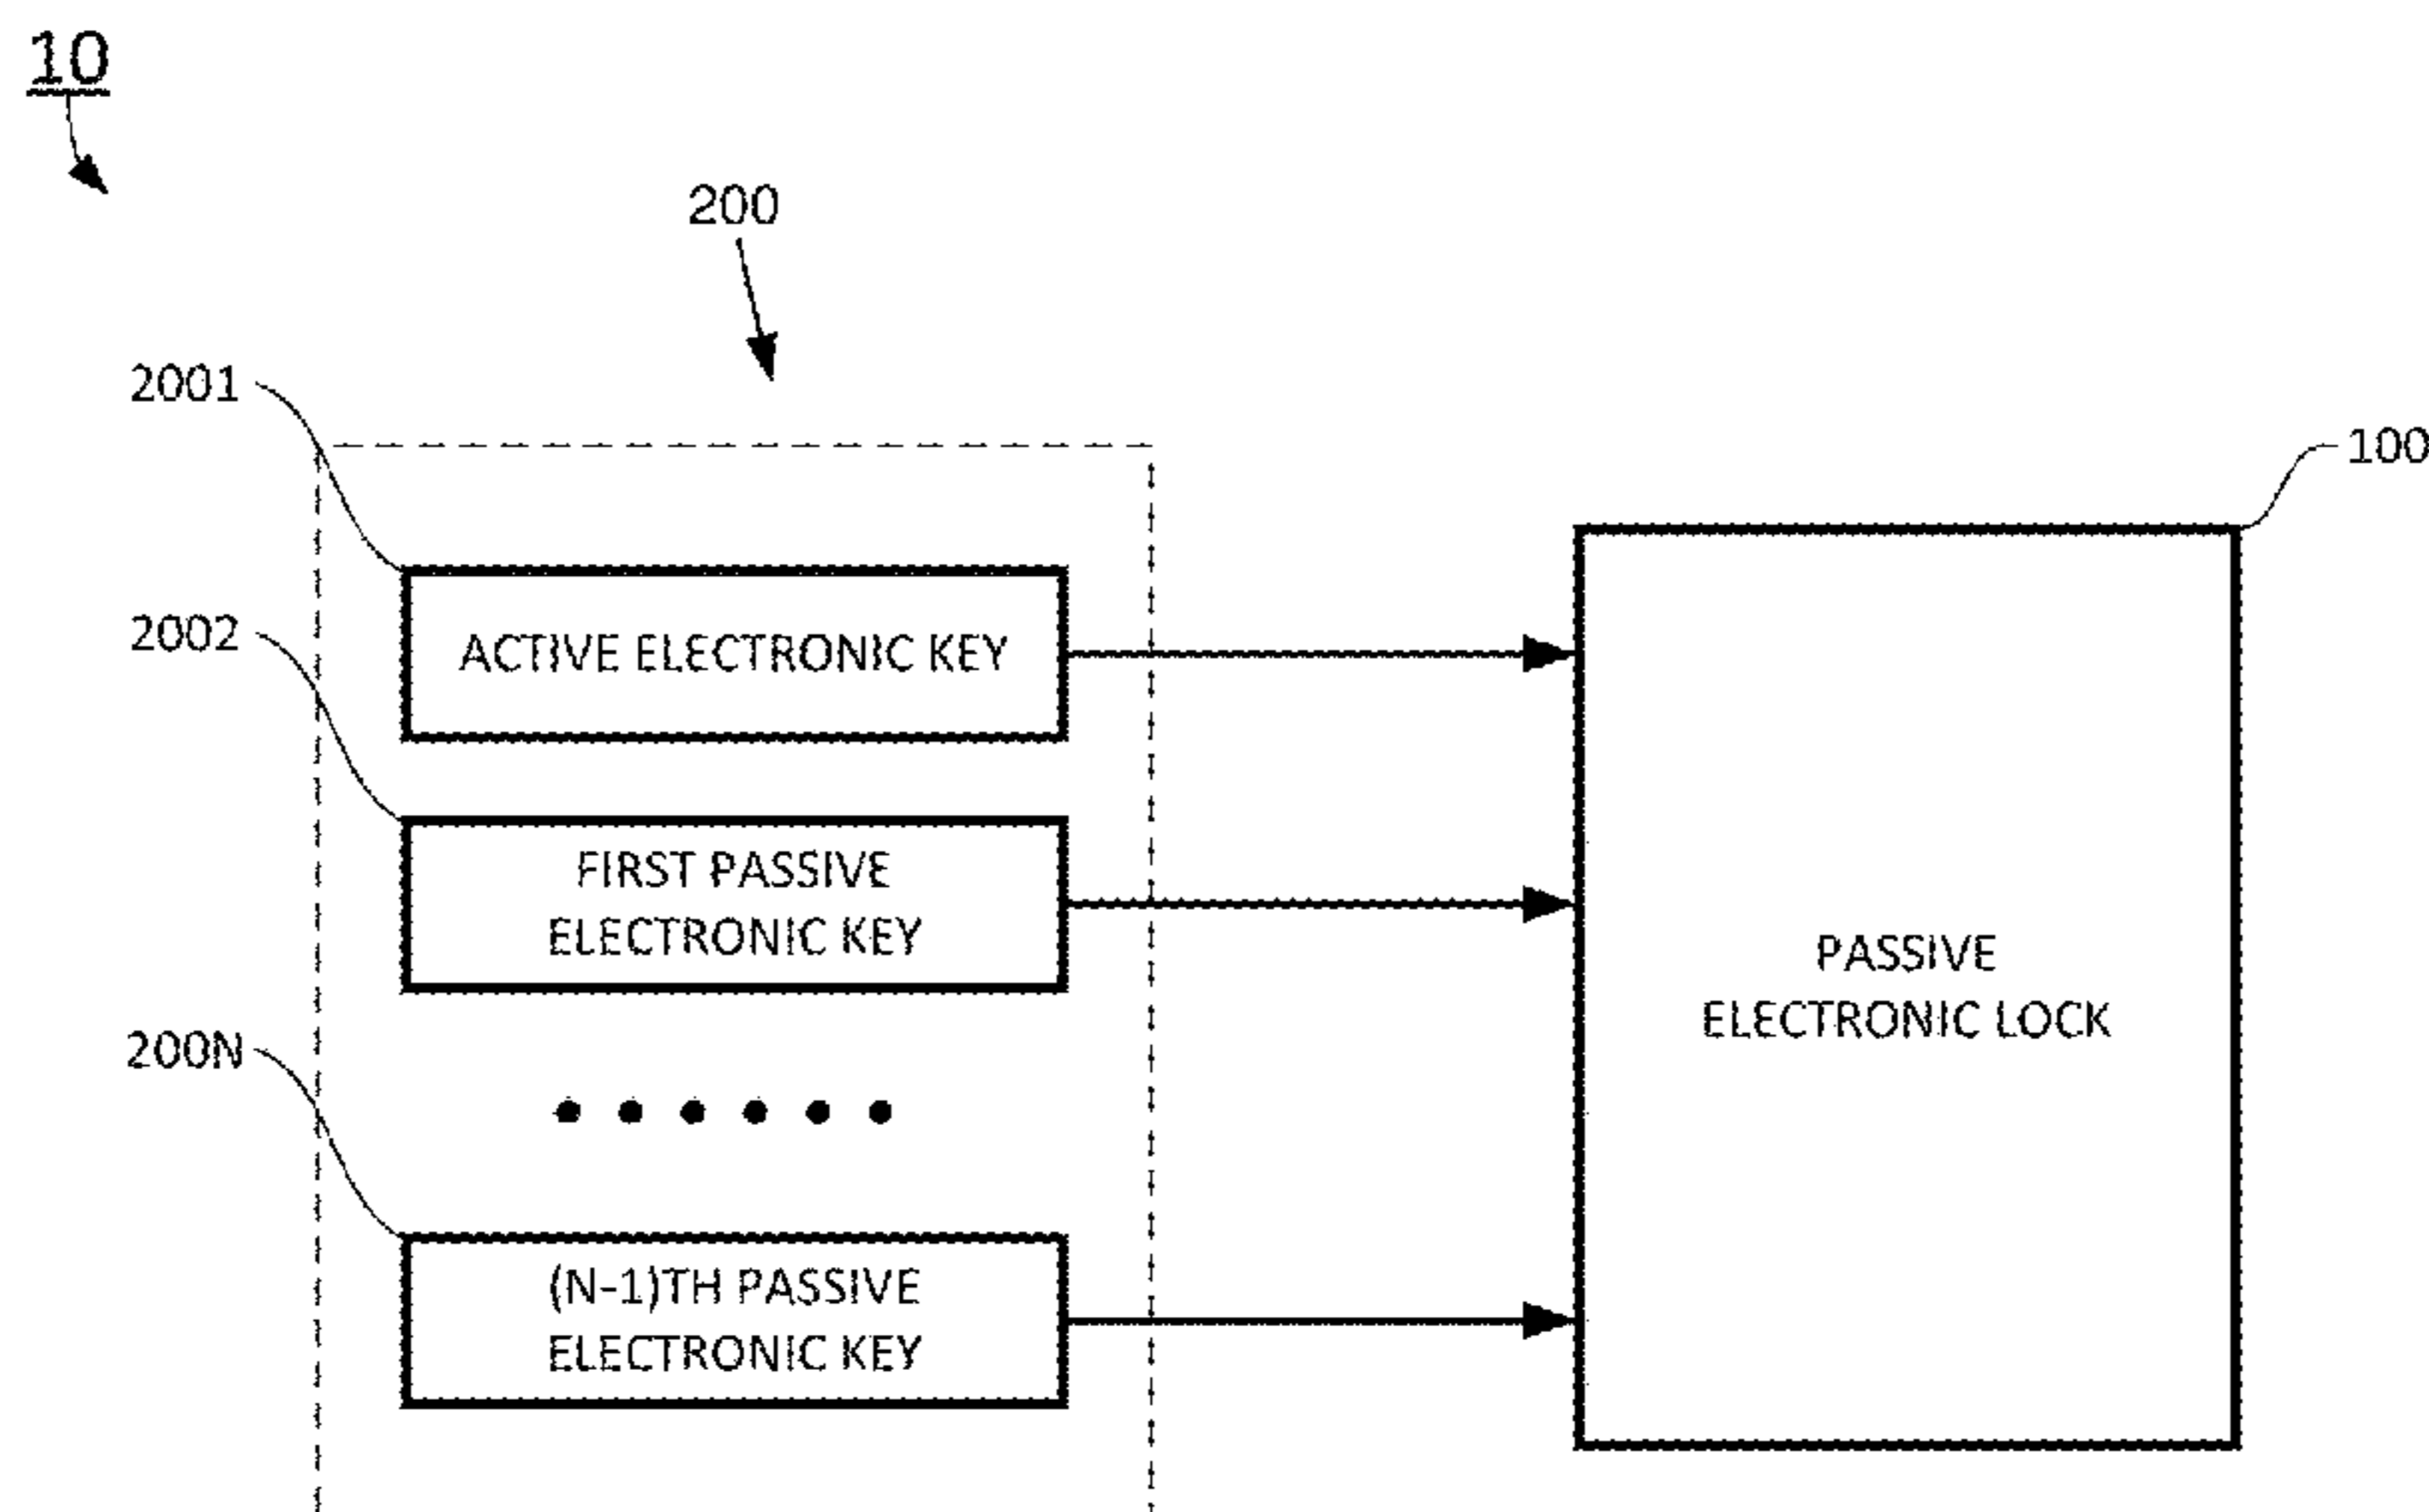 10
200
2001
100
ACTIVE ELECTRONIC KEY
2002
FIRST PASSIVE
ELECTRONIC KEY
PASSIVE
ELECTRONIC LOCK
200N
(N-1)TH PASSIVE
ELECTRONIC KEY